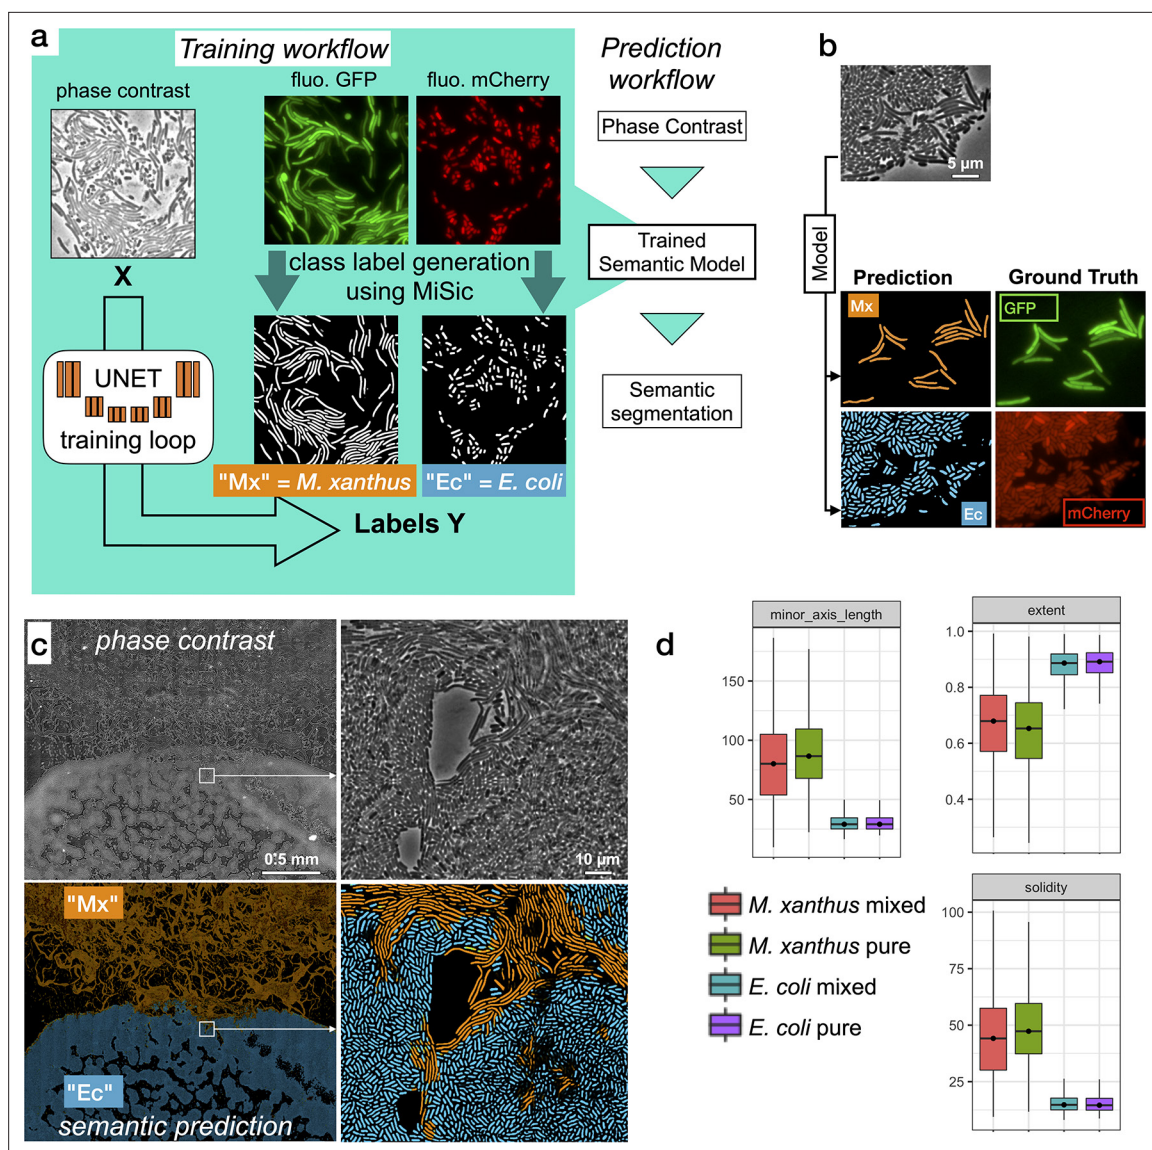 a
Training workflow
phase contrast
fluo. GFP
fluo. mCherry
X
class label generation
using MiSic
UNET
training loop
"Mx" = M. xanthus
"Ec" = E. coli
Labels Y
Prediction
workflow
Phase Contrast
Trained
Semantic Model
Semantic
segmentation
b
5 µm
Model
Prediction
Ground Truth
Mx
GFP
Ec
mCherry
c
phase contrast
0.5 mm
10 µm
"Mx"
"Ec"
semantic prediction
d
minor_axis_length
150
100
50
extent
1.0
0.8
0.6
0.4
M. xanthus mixed
M. xanthus pure
E. coli mixed
E. coli pure
solidity
100
75
50
25